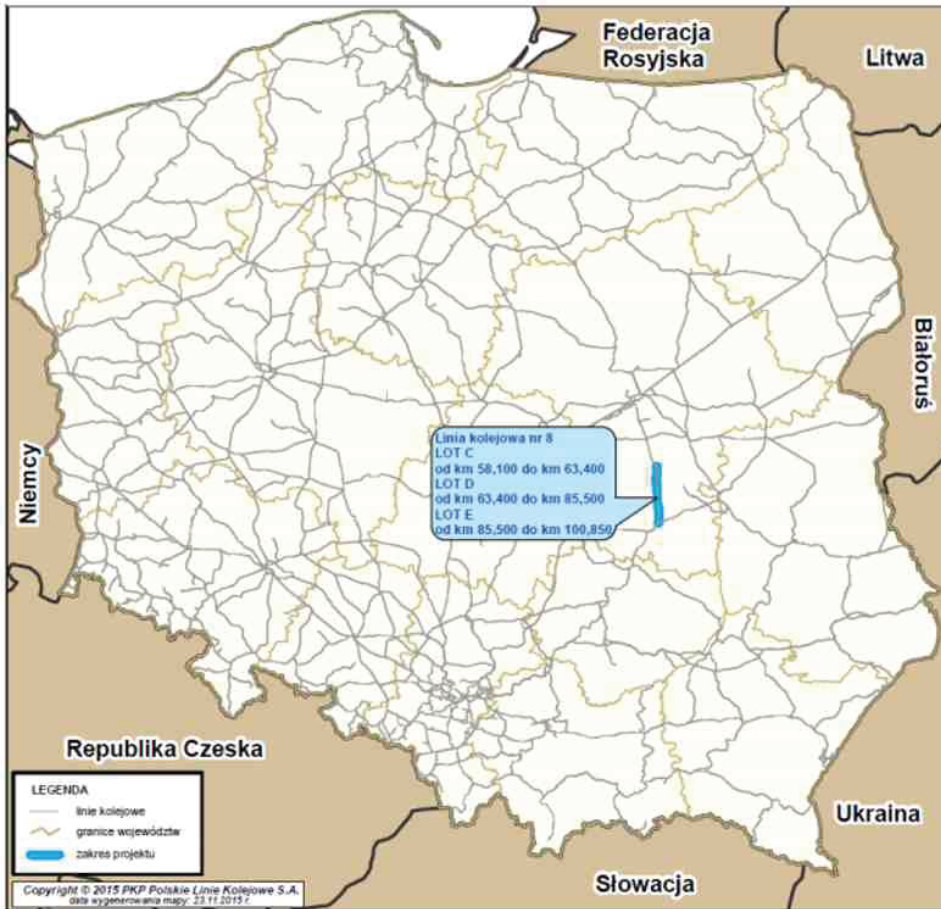 Federacja
Rosyjska
Litwa
Białoruś
Niemcy
Linia kolejowa nr 8
LOT C
od km 58,100 do km 63,400
LOT D
od km 63,400 do km 85,500
LOT E
od km 85,500 do km 100,850
Republika Czeska
Ukraina
Słowacja
LEGENDA
linie kolejowe
granice województw
zakres projektu
Copyright © 2015 PKP Polskie Linie Kolejowe S.A.
data wygenerowania mapy: 23.11.2015 r.